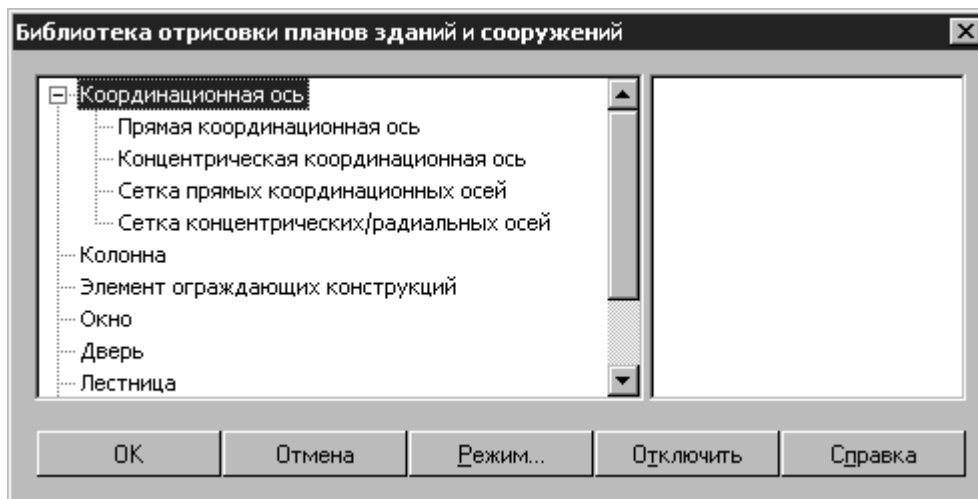 Библиотека отрисовки планов зданий и сооружений
Координационная ось
Прямая координационная ось
Концентрическая координационная ось
Сетка прямых координационных осей
Сетка концентрических/радиальных осей
Колонна
Элемент ограждающих конструкций
Окно
Дверь
Лестница
OK Отмена Режим... Отключить Справка